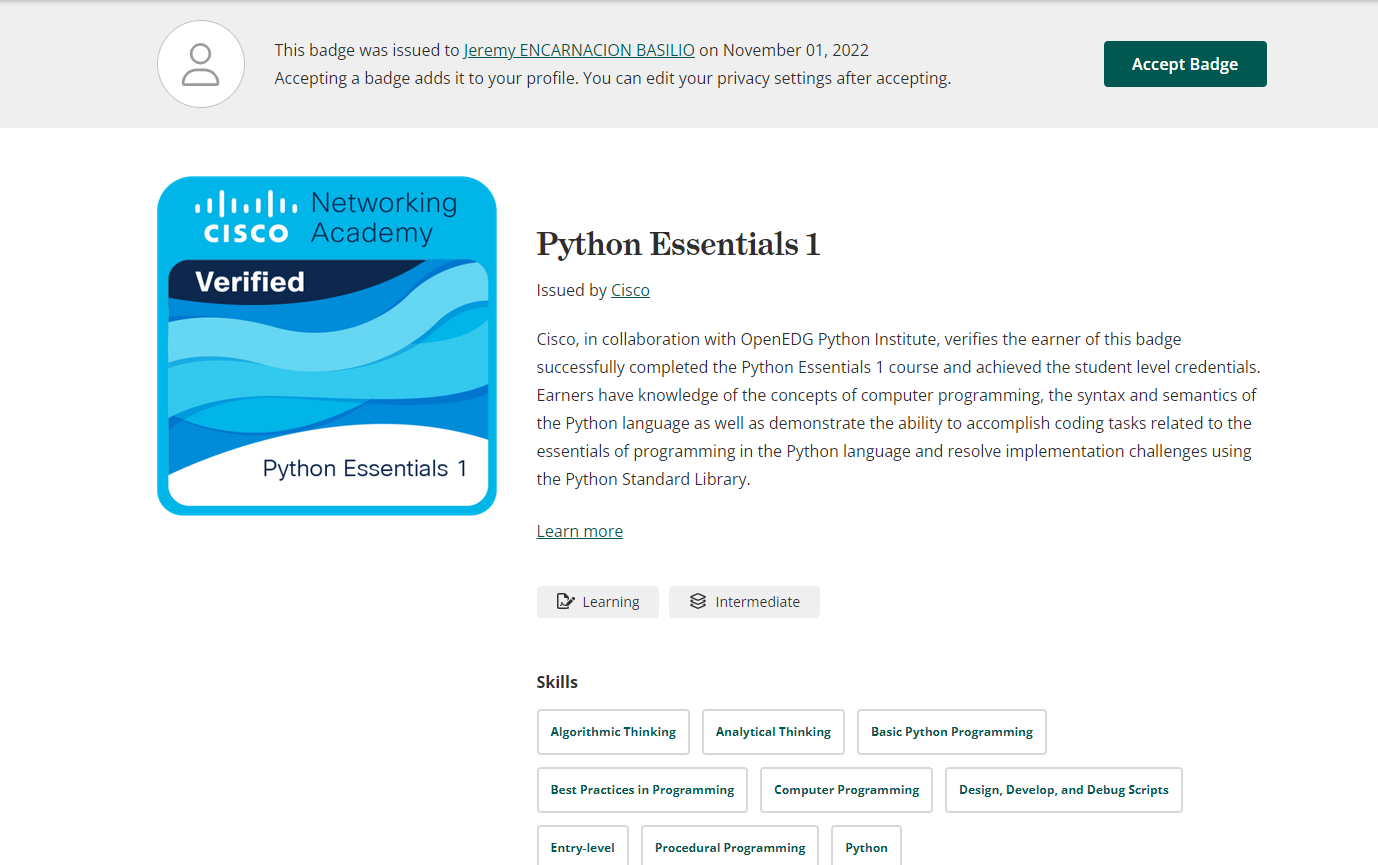 This badge was issued to Jeremy ENCARNACION BASILIO on November 01, 2022
Accepting a badge adds it to your profile. You can edit your privacy settings after accepting.
Accept Badge
CISCO
Networking
Academy
Verified
Python Essentials 1
Python Essentials 1
Issued by Cisco
Cisco, in collaboration with OpenEDG Python Institute, verifies the earner of this badge
successfully completed the Python Essentials 1 course and achieved the student level credentials.
Earners have knowledge of the concepts of computer programming, the syntax and semantics of
the Python language as well as demonstrate the ability to accomplish coding tasks related to the
essentials of programming in the Python language and resolve implementation challenges using
the Python Standard Library.
Learn more
Learning
Intermediate
Skills
Algorithmic Thinking
Analytical Thinking
Basic Python Programming
Best Practices in Programming
Computer Programming
Design, Develop, and Debug Scripts
Entry-level
Procedural Programming
Python